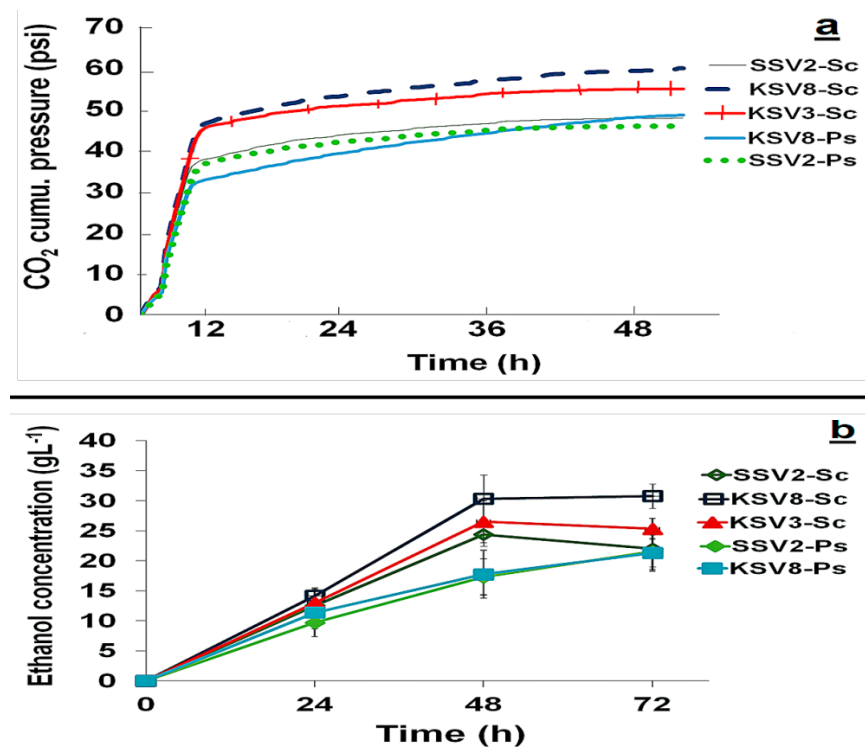 a
CO2 cumu. pressure (psi)
70
60
50
40
30
20
10
0
12 24 36 48
Time (h)
SSV2-Sc
KSV8-Sc
KSV3-Sc
KSV8-Ps
SSV2-Ps
b
Ethanol concentration (gL-1)
40
35
30
25
20
15
10
5
0
0 24 48 72
Time (h)
SSV2-Sc
KSV8-Sc
KSV3-Sc
SSV2-Ps
KSV8-Ps